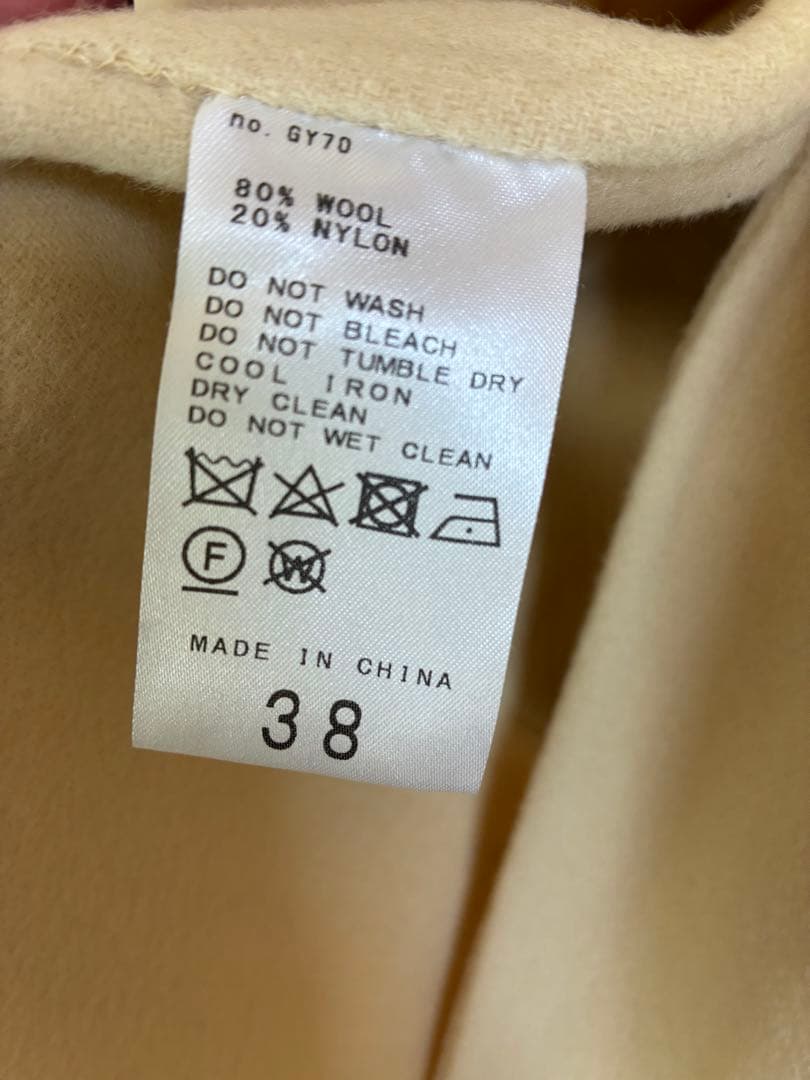 no. GY70
80% WOOL
20% NYLON
DO NOT WASH
DO NOT BLEACH
DO NOT TUMBLE DRY
COOL IRON
DRY CLEAN
DO NOT WET CLEAN
F W
MADE IN CHINA
38